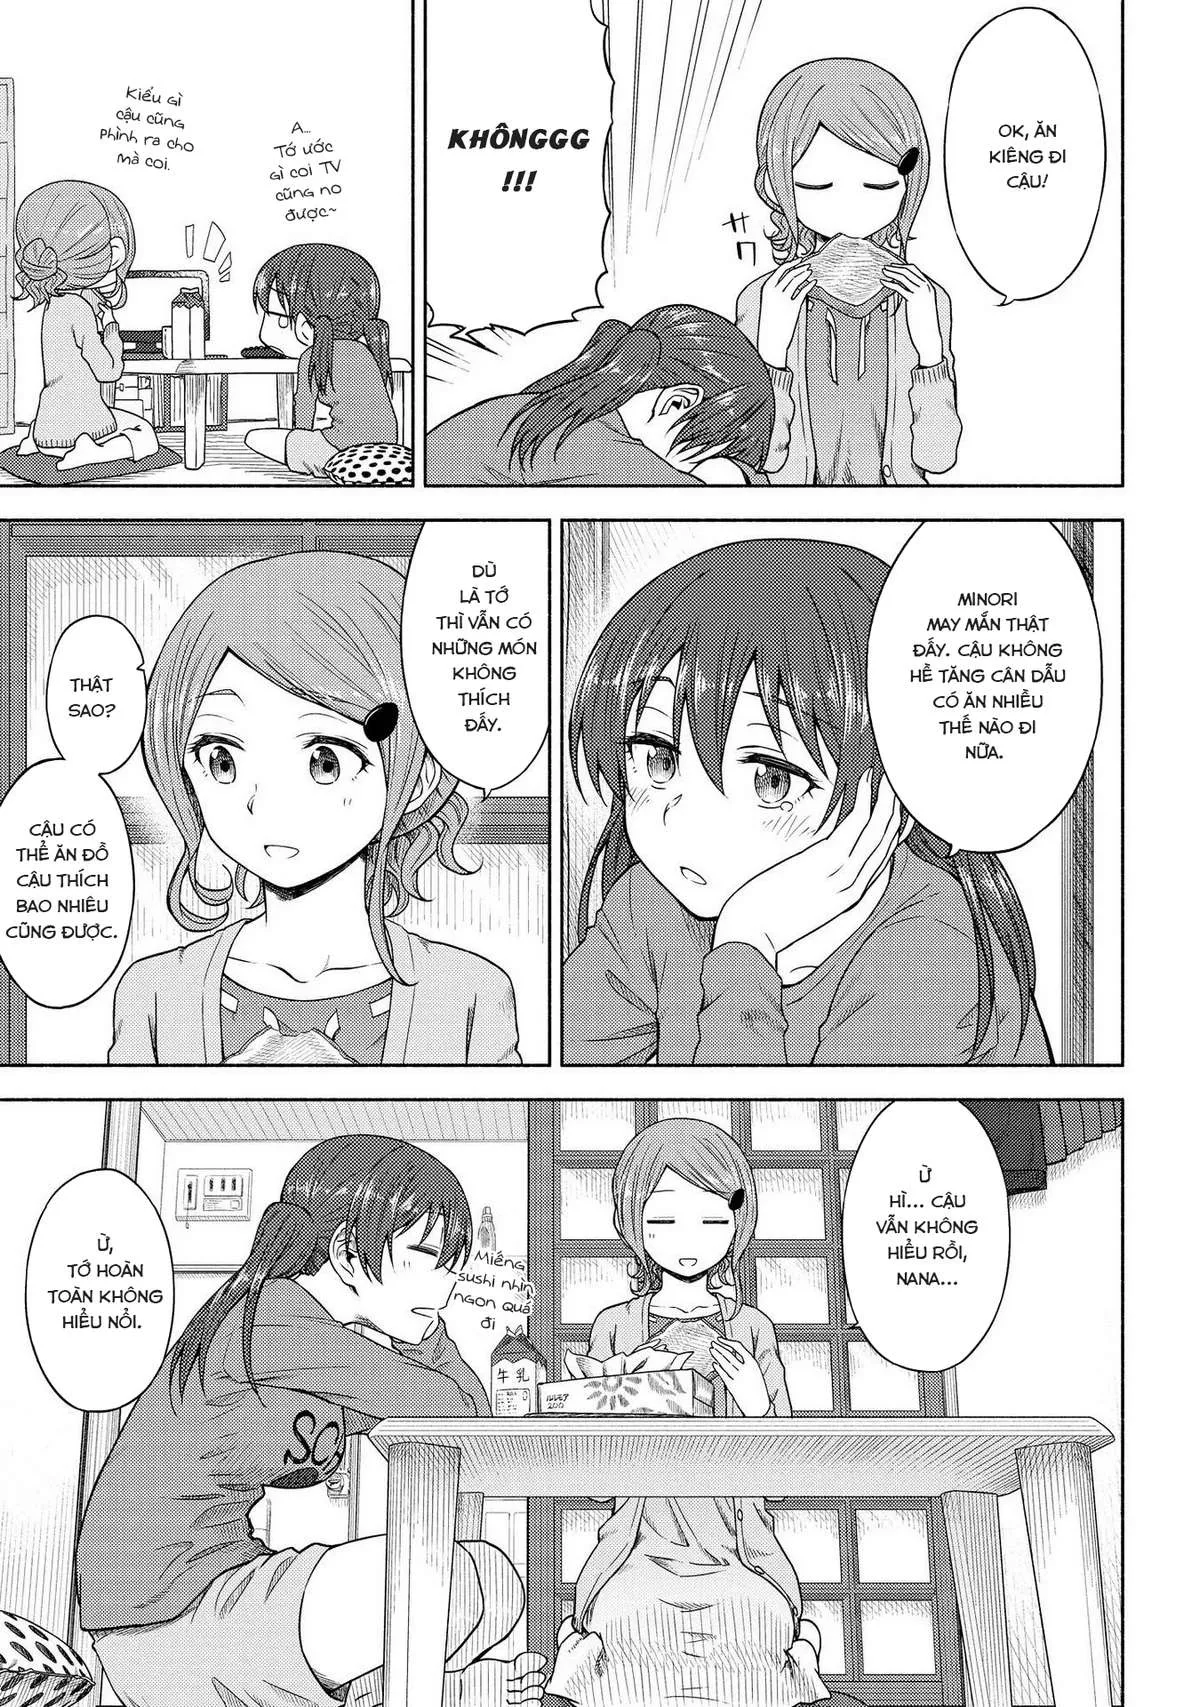 OK, ĂN
KIÊNG ĐI
CẬU!
ザク
KHÔNGGG
!!!
A...
TỚ ƯỚC
GÌ COI TV
CŨNG NO
ĐƯỢC~
KIỂU GÌ
CẬU CŨNG
PHÌNH RA CHO
MÀ COI.
MINORI
MAY MẮN THẬT
ĐẤY. CẬU KHÔNG
HỀ TĂNG CÂN DẪU
CÓ ĂN NHIỀU
THẾ NÀO ĐI
NỮA.
DÙ
LÀ TỚ
THÌ VẪN CÓ
NHỮNG MÓN
KHÔNG
THÍCH
ĐẤY.
THẬT
SAO?
CẬU CÓ
THỂ ĂN ĐỒ
CẬU THÍCH
BAO NHIÊU
CŨNG ĐƯỢC.
Ừ
HÌ... CẬU
VẪN KHÔNG
HIỂU RỒI,
NANA...
Miếng
sushi nhìn
ngon quá
đi
Ừ,
TỚ HOÀN
TOÀN KHÔNG
HIỂU NỔI.
牛乳
200